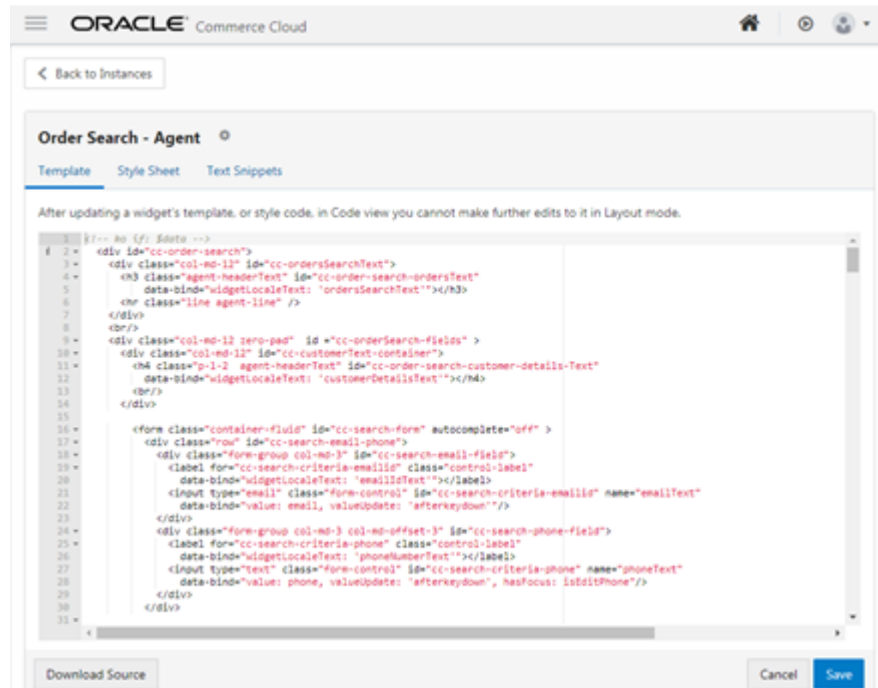 ORACLE Commerce Cloud
Back to Instances
Order Search - Agent
Template Style Sheet Text Snippets
After updating a widget's template, or style code, in Code view you cannot make further edits to it in Layout mode.
1 <!-- ko if: $data -->
i 2 <div id="cc-order-search">
3 <div class="col-md-12" id="cc-ordersSearchText">
4 <h3 class="agent-headerText" id="cc-order-search-ordersText"
5 data-bind="widgetLocaleText: 'ordersSearchText'"></h3>
6 <hr class="line agent-line" />
7 </div>
8 <br/>
9 <div class="col-md-12 zero-pad" id ="cc-orderSearch-fields" >
10 <div class="col-md-12" id="cc-customerText-container">
11 <h4 class="p-1-2 agent-headerText" id="cc-order-search-customer-details-Text"
12 data-bind="widgetLocaleText: 'customerDetailsText'"></h4>
13 <br/>
14 </div>
15
16 <form class="container-fluid" id="cc-search-form" autocomplete="off" >
17 <div class="row" id="cc-search-email-phone">
18 <div class="form-group col-md-3" id="cc-search-email-field">
19 <label for="cc-search-criteria-emailid" class="control-label"
20 data-bind="widgetLocaleText: 'emailIdText'"></label>
21 <input type="email" class="form-control" id="cc-search-criteria-emailid" name="emailText"
22 data-bind="value: email, valueUpdate: 'afterkeydown'"/>
23 </div>
24 <div class="form-group col-md-3 col-md-offset-3" id="cc-search-phone-field">
25 <label for="cc-search-criteria-phone" class="control-label"
26 data-bind="widgetLocaleText: 'phoneNumberText'"></label>
27 <input type="text" class="form-control" id="cc-search-criteria-phone" name="phoneText"
28 data-bind="value: phone, valueUpdate: 'afterkeydown', hasFocus: isEditPhone"/>
29 </div>
30 </div>
31
Download Source Cancel Save